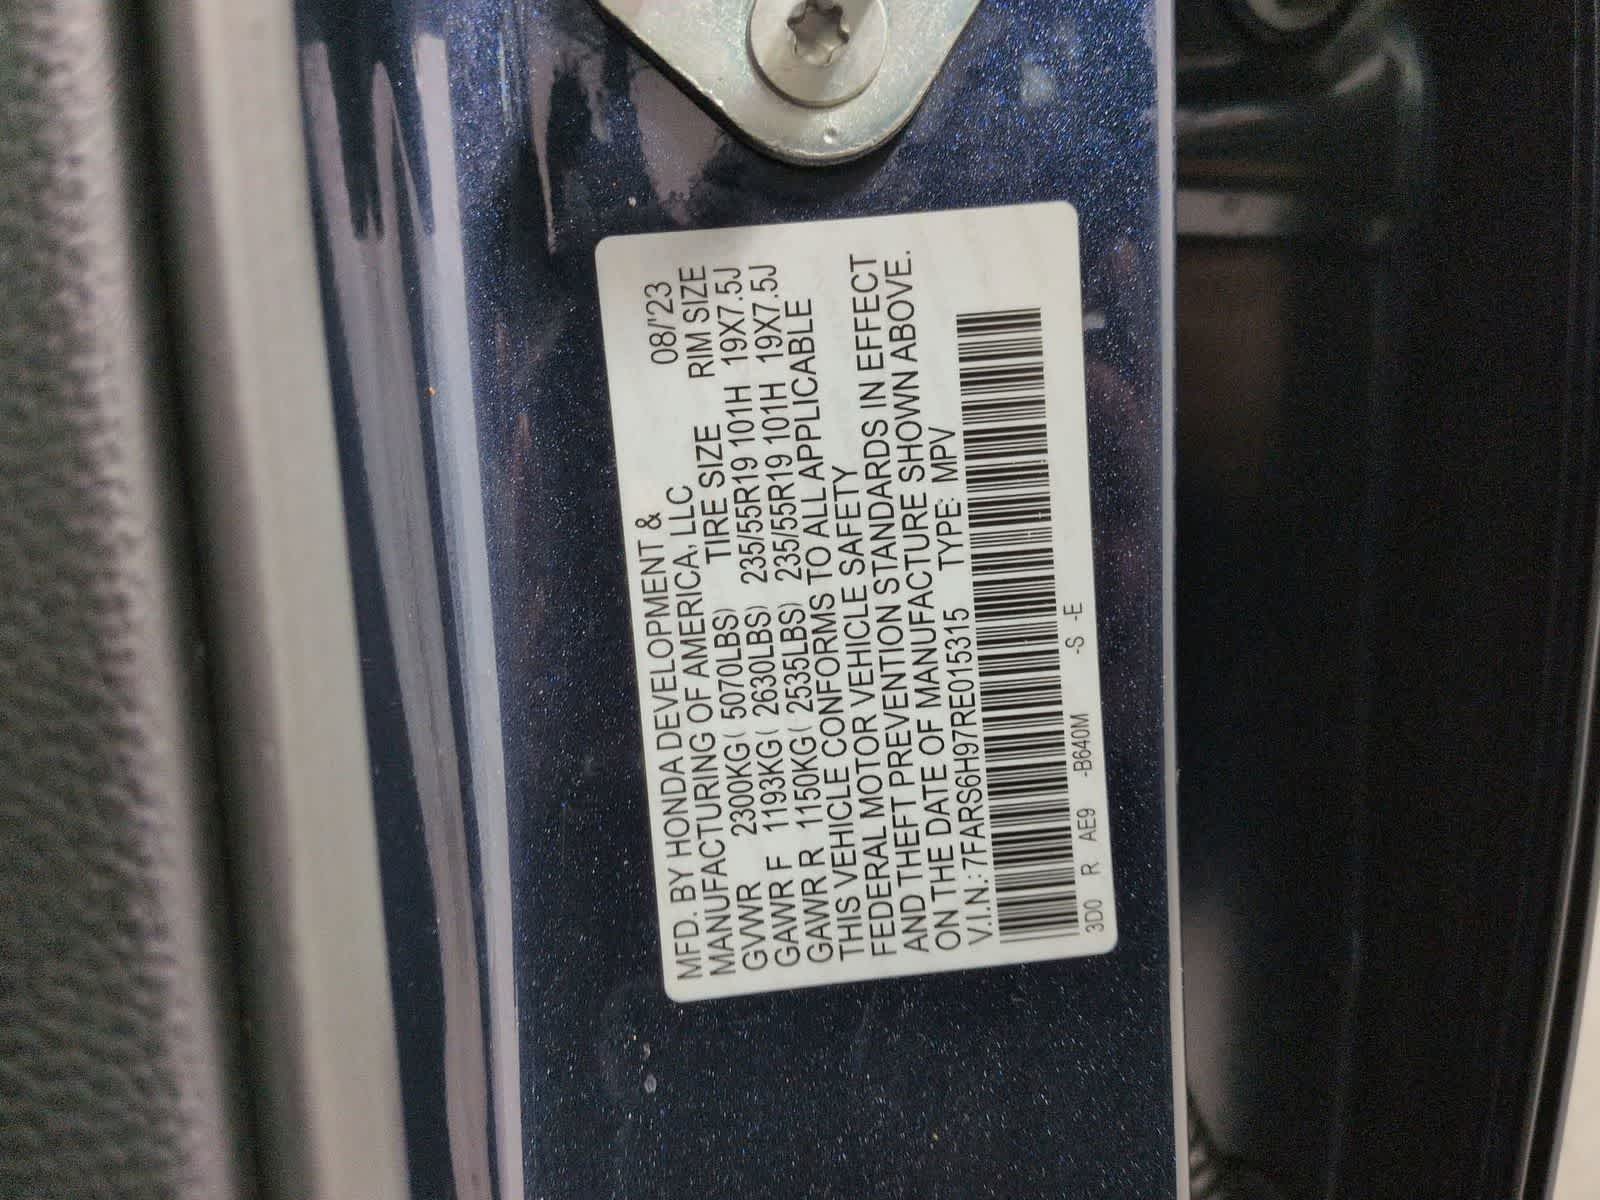 MFD. BY HONDA DEVELOPMENT & 08/'23
MANUFACTURING OF AMERICA, LLC TIRE SIZE RIM SIZE
GVWR 2300KG( 5070LBS) 235/55R19 101H 19X7.5J
GAWR F 1193KG( 2630LBS) 235/55R19 101H 19X7.5J
GAWR R 1150KG( 2535LBS)
THIS VEHICLE CONFORMS TO ALL APPLICABLE
FEDERAL MOTOR VEHICLE SAFETY
AND THEFT PREVENTION STANDARDS IN EFFECT
ON THE DATE OF MANUFACTURE SHOWN ABOVE.
V.I.N.: 7FARS6H97RE015315 TYPE: MPV
3D0 R AE9 -B640M -S -E